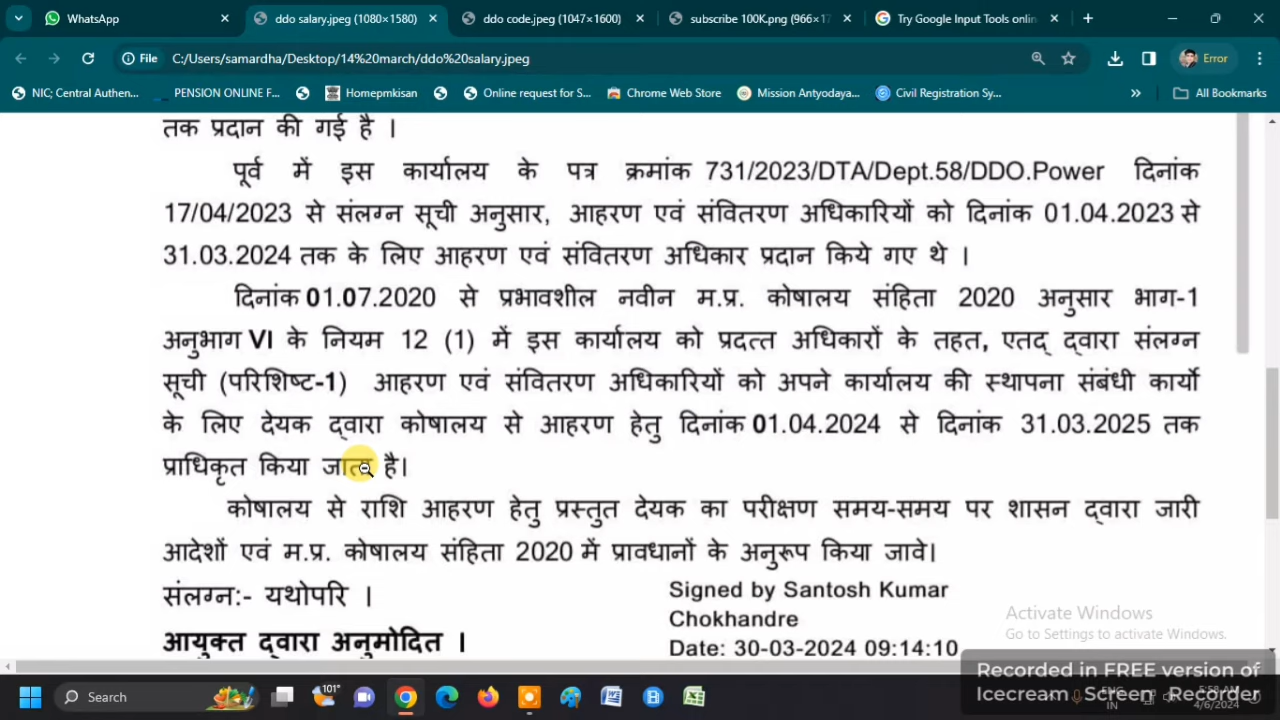 WhatsApp
ddo salary.jpeg (1080×1580)
ddo code.jpeg (1047×1600)
subscribe 100K.png (966×17
Try Google Input Tools onlin
File C:/Users/samardha/Desktop/14%20march/ddo%20salary.jpeg
Error
NIC; Central Authen...
PENSION ONLINE F...
Homepmkisan
Online request for S...
Chrome Web Store
Mission Antyodaya...
Civil Registration Sy...
»
All Bookmarks
तक प्रदान की गई है ।
पूर्व में इस कार्यालय के पत्र क्रमांक 731/2023/DTA/Dept.58/DDO.Power दिनांक
17/04/2023 से संलग्न सूची अनुसार, आहरण एवं संवितरण अधिकारियों को दिनांक 01.04.2023 से
31.03.2024 तक के लिए आहरण एवं संवितरण अधिकार प्रदान किये गए थे ।
दिनांक 01.07.2020 से प्रभावशील नवीन म.प्र. कोषालय संहिता 2020 अनुसार भाग-1
अनुभाग VI के नियम 12 (1) में इस कार्यालय को प्रदत्त अधिकारों के तहत, एतद् द्वारा संलग्न
सूची (परिशिष्ट-1) आहरण एवं संवितरण अधिकारियों को अपने कार्यालय की स्थापना संबंधी कार्यो
के लिए देयक द्वारा कोषालय से आहरण हेतु दिनांक 01.04.2024 से दिनांक 31.03.2025 तक
प्राधिकृत किया जाता है।
कोषालय से राशि आहरण हेतु प्रस्तुत देयक का परीक्षण समय-समय पर शासन द्वारा जारी
आदेशों एवं म.प्र. कोषालय संहिता 2020 में प्रावधानों के अनुरूप किया जावे।
संलग्न:- यथोपरि ।
Signed by Santosh Kumar
Chokhandre
आयुक्त द्वारा अनुमोदित ।
Date: 30-03-2024 09:14:10
Activate Windows
Go to Settings to activate Windows.
Recorded in FREE version of
Icecream Screen Recorder
Search
101°
ENG
IN
5:58 AM
4/6/2024